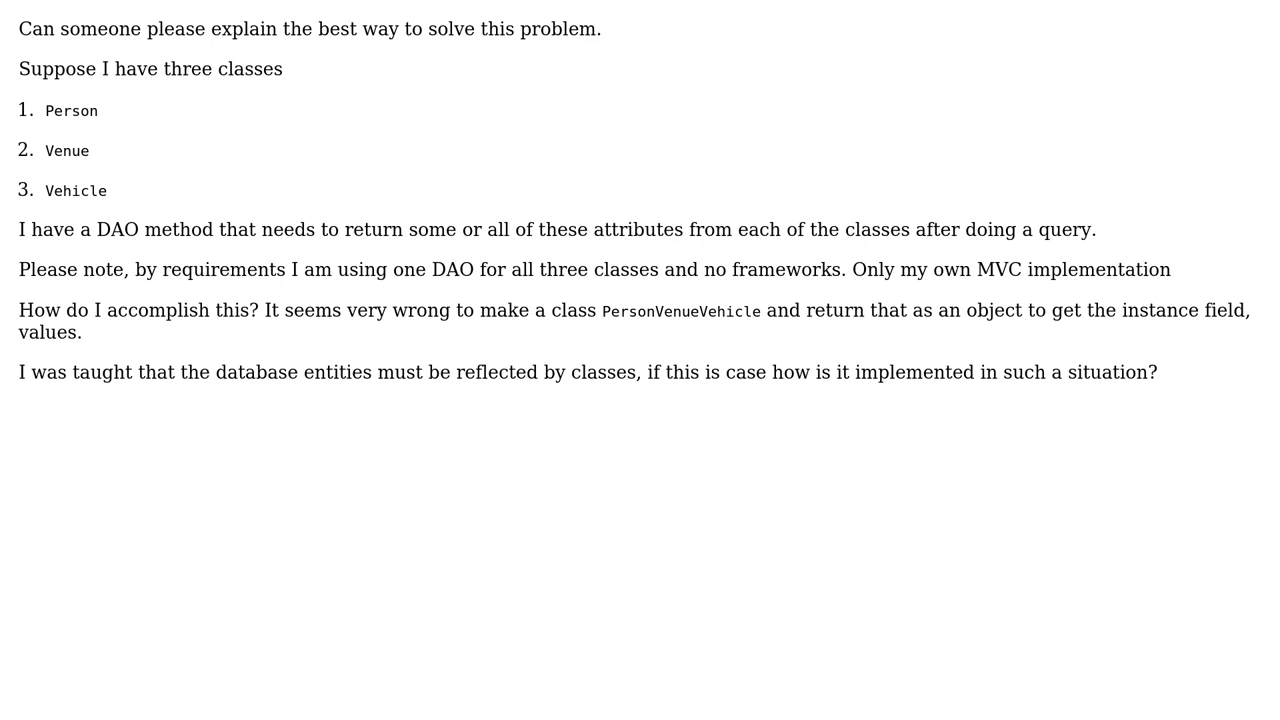 Can someone please explain the best way to solve this problem.
Suppose I have three classes
1. Person
2. Venue
3. Vehicle
I have a DAO method that needs to return some or all of these attributes from each of the classes after doing a query.
Please note, by requirements I am using one DAO for all three classes and no frameworks. Only my own MVC implementation
How do I accomplish this? It seems very wrong to make a class PersonVenueVehicle and return that as an object to get the instance field,
values.
I was taught that the database entities must be reflected by classes, if this is case how is it implemented in such a situation?